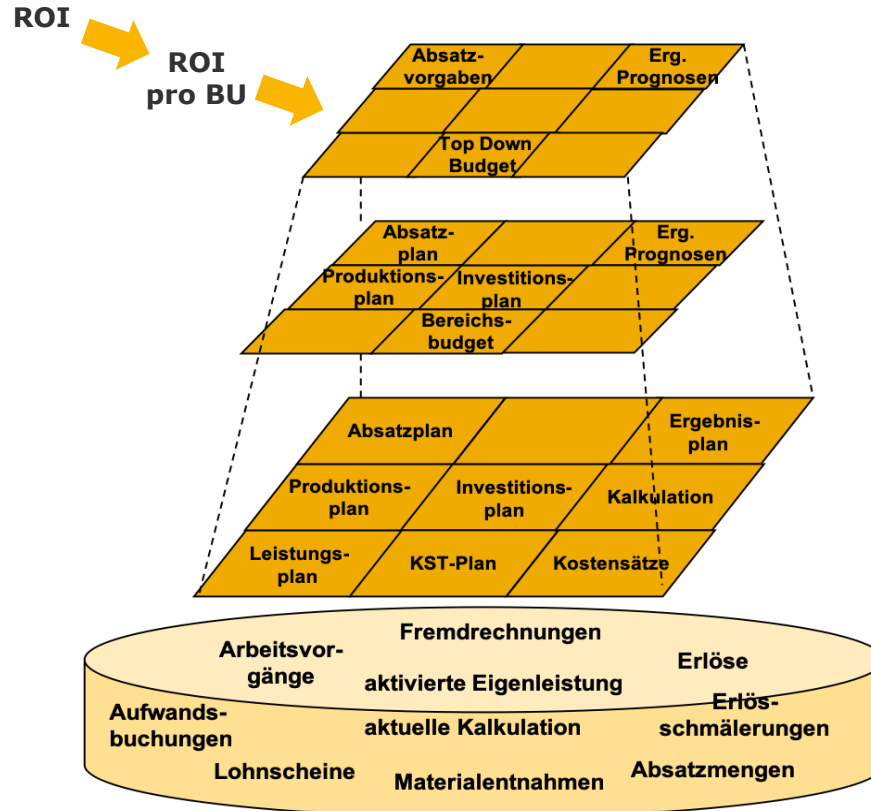 ROI
ROI
pro BU
Absatz-
vorgaben
Erg.
Prognosen
Top Down
Budget
Absatz-
plan
Erg.
Prognosen
Produktions-
plan
Investitions-
plan
Bereichs-
budget
Absatzplan
Ergebnis-
plan
Produktions-
plan
Investitions-
plan
Kalkulation
Leistungs-
plan
KST-Plan
Kostensätze
Fremdrechnungen
Arbeitsvor-
gänge
Erlöse
aktivierte Eigenleistung
Aufwands-
buchungen
aktuelle Kalkulation
Erlös-
schmälerungen
Lohnscheine
Materialentnahmen
Absatzmengen